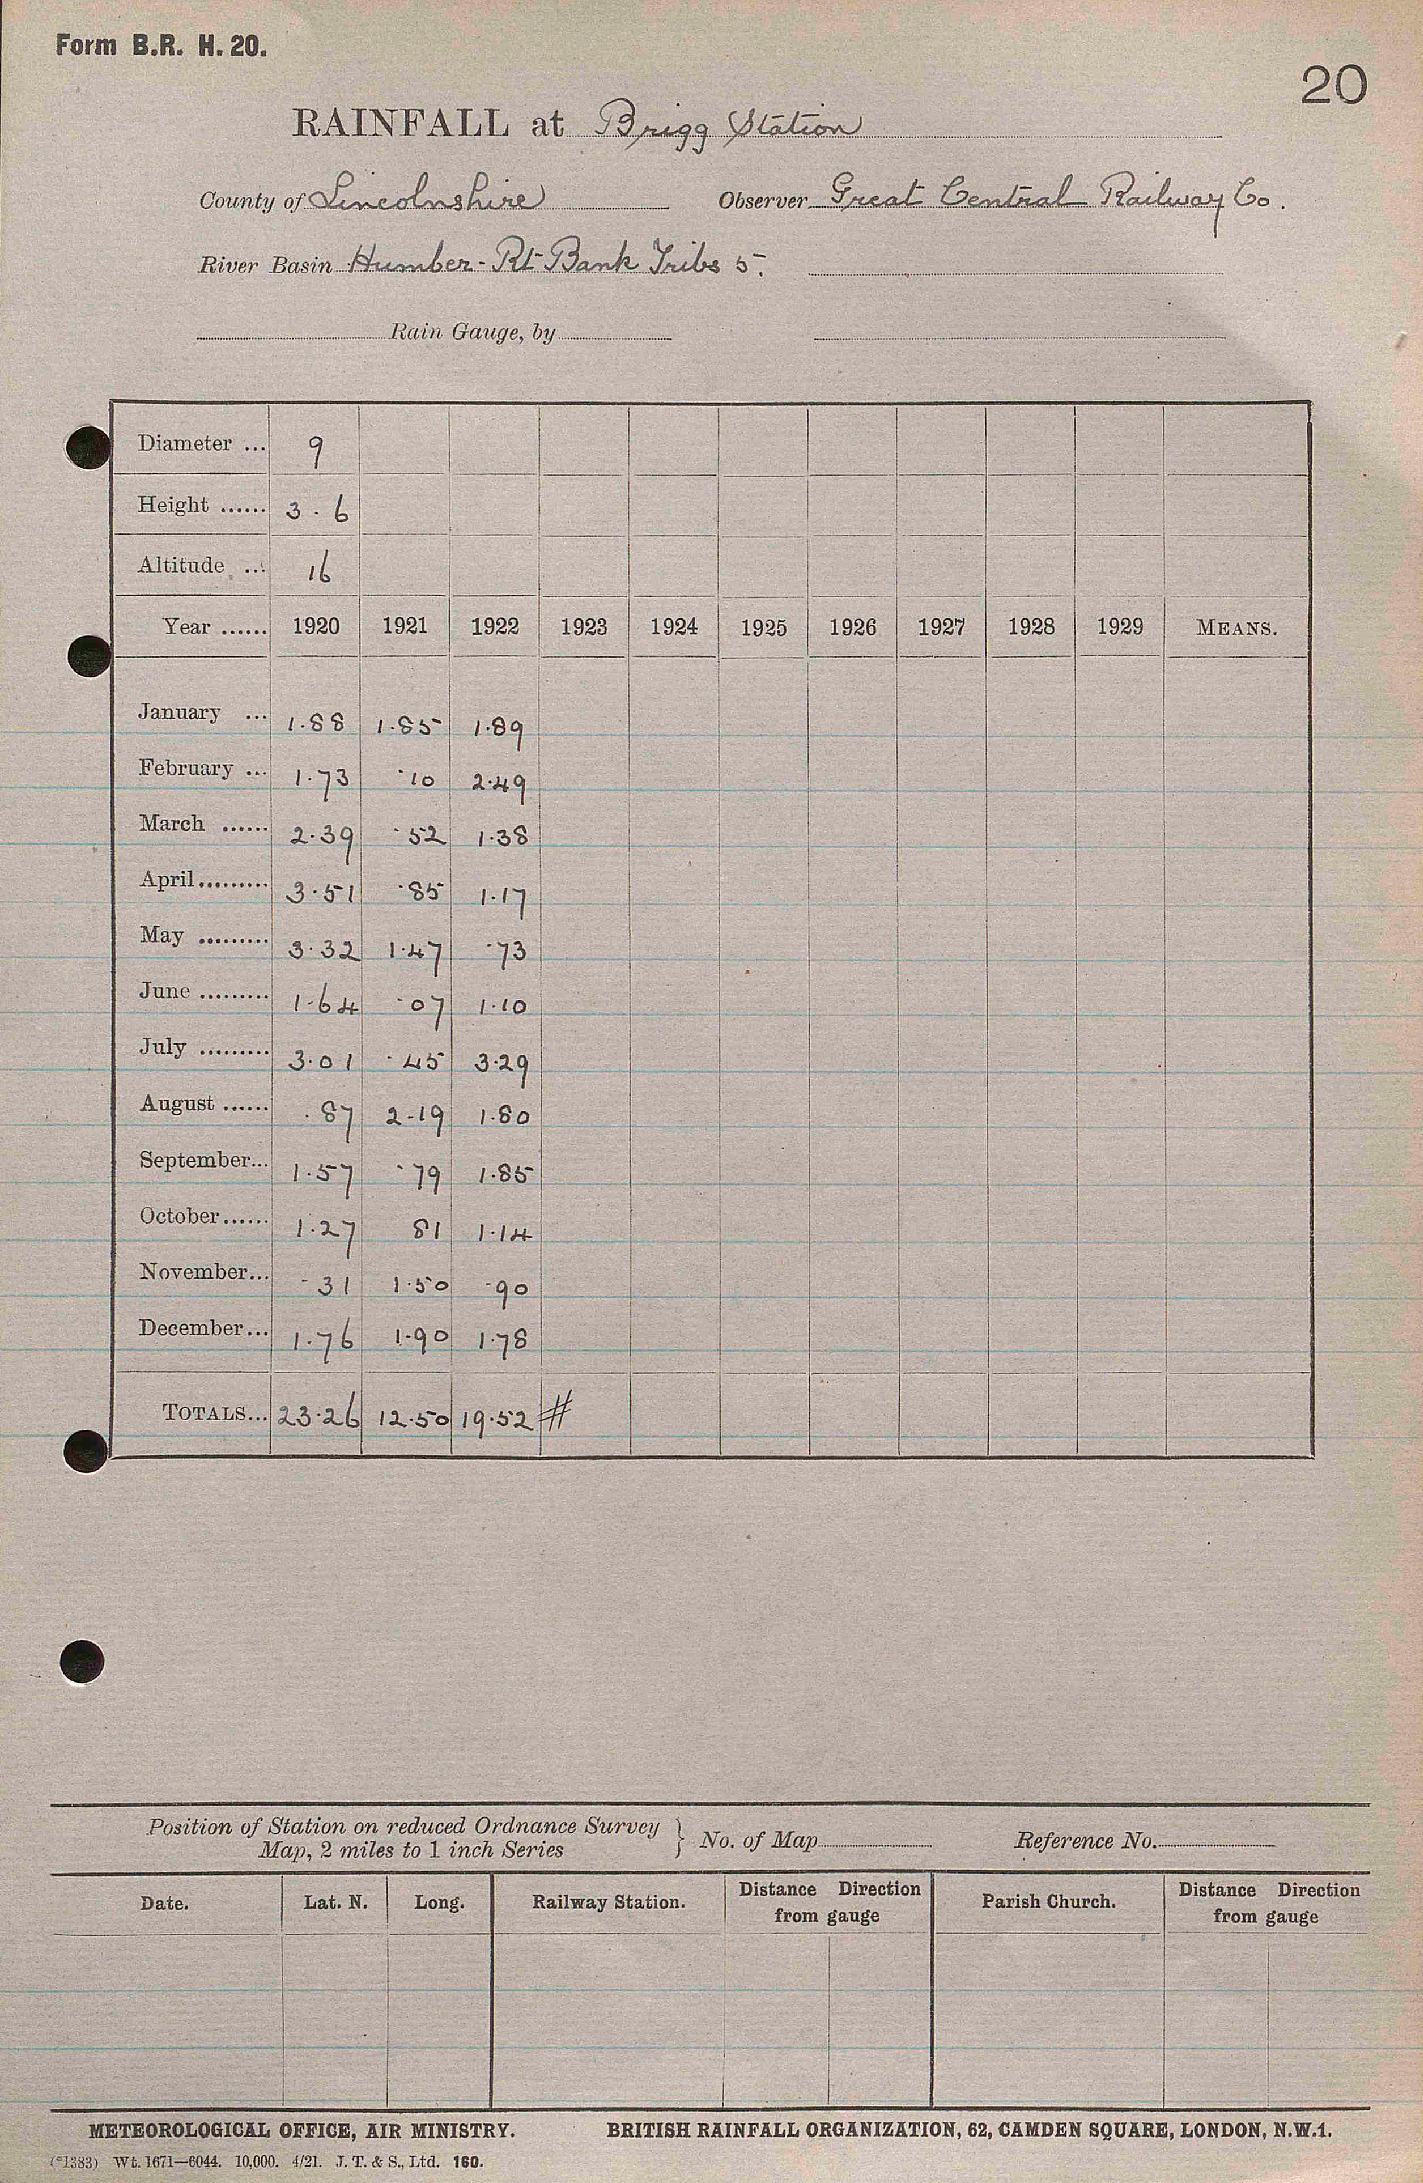 Form B.R. H. 20.
20
RAINFALL at Brigg Station
County of Lincolnshire Observer Great Central Railway Co.
River Basin Humber - Rt Bank Tribs 5.
Rain Gauge, by
Diameter ... 9
Height ...... 3 . 6
Altitude ... 16
Year ...... 1920 1921 1922 1923 1924 1925 1926 1927 1928 1929 MEANS.
January ... 1.88 1.85 1.89
February ... 1.73 .10 2.49
March ...... 2.39 .52 1.38
April ......... 3.51 .85 1.17
May ......... 3.32 1.47 .73
June ......... 1.64 .07 1.10
July ......... 3.01 .45 3.29
August ...... .87 2.19 1.80
September... 1.57 .79 1.85
October ...... 1.27 81 1.14
November... .31 1.50 .90
December... 1.76 1.90 1.78
TOTALS... 23.26 12.50 19.52 #
Position of Station on reduced Ordnance Survey
Map, 2 miles to 1 inch Series } No. of Map Reference No.
Date. Lat. N. Long. Railway Station. Distance Direction from gauge Parish Church. Distance Direction from gauge
METEOROLOGICAL OFFICE, AIR MINISTRY. BRITISH RAINFALL ORGANIZATION, 62, CAMDEN SQUARE, LONDON, N.W.1.
(*1383) Wt. 1671—6044. 10,000. 4/21. J. T. & S., Ltd. 160.